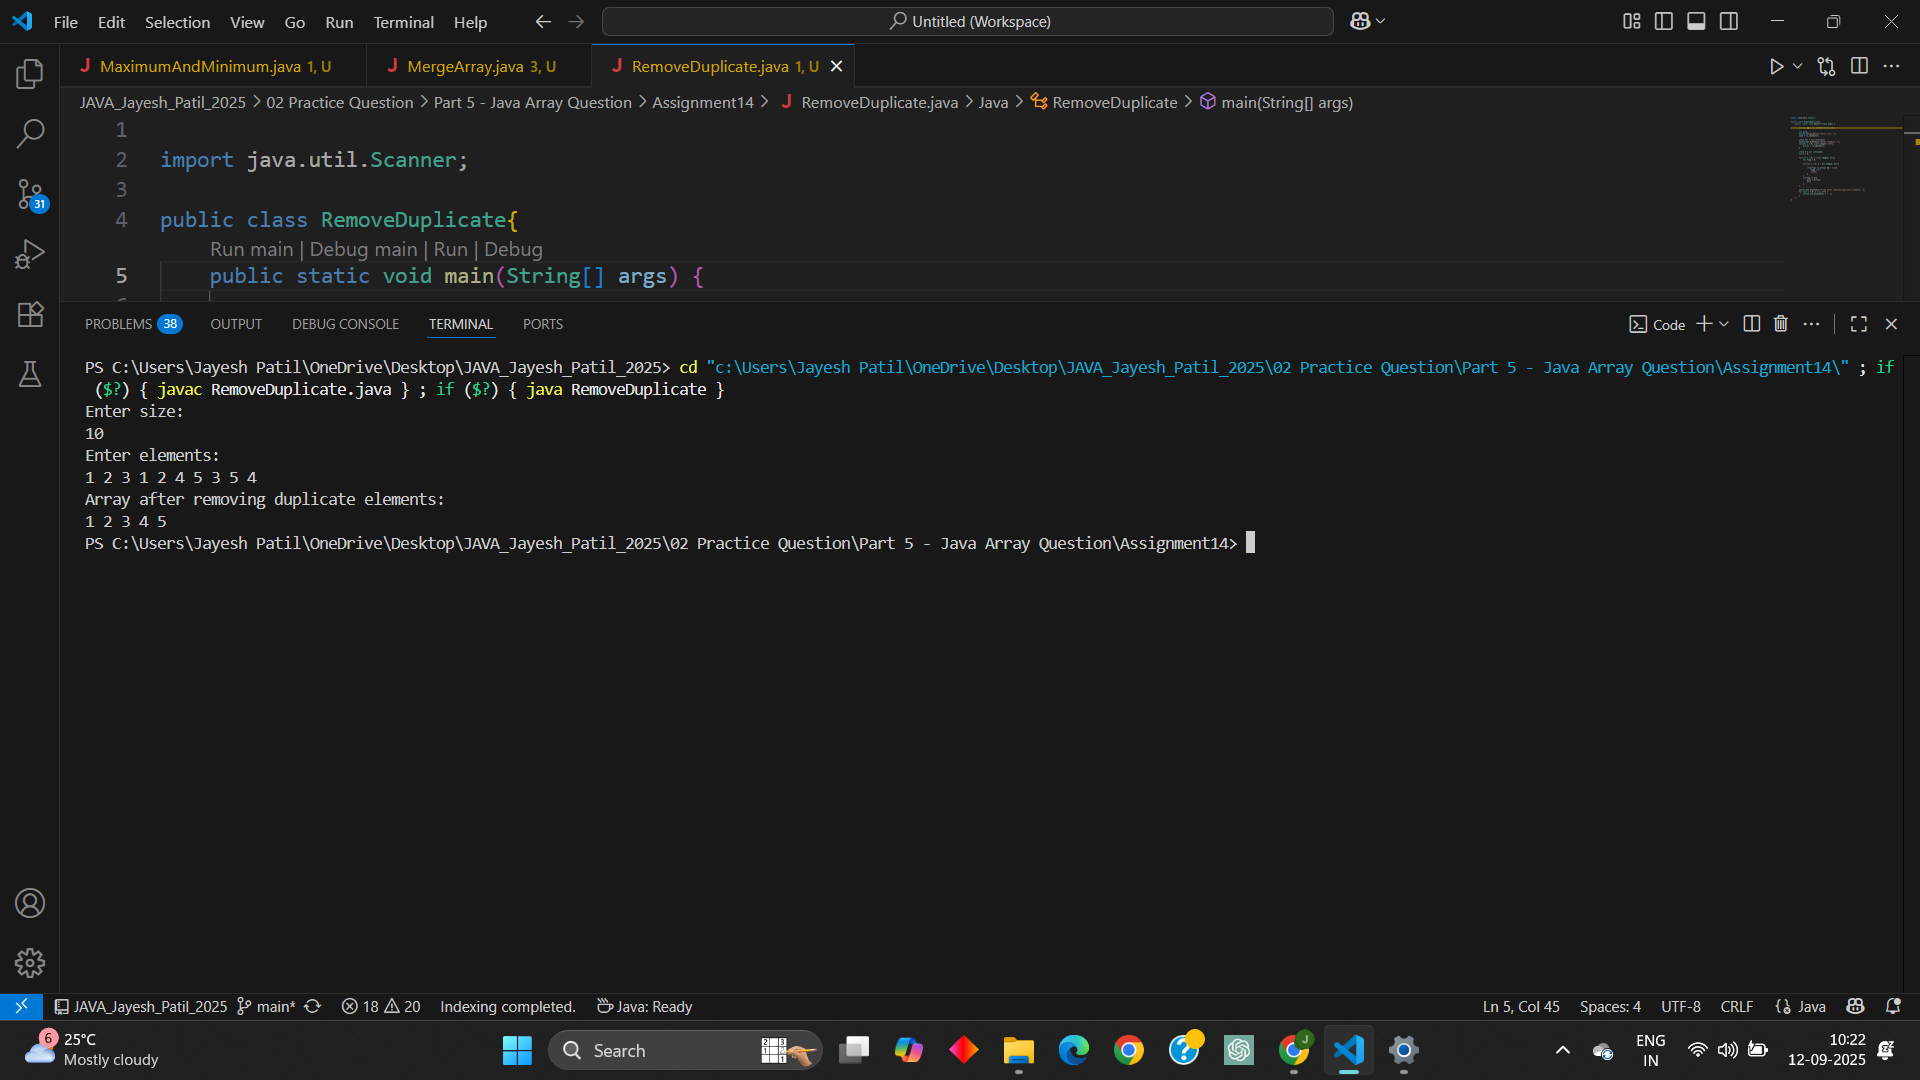 File Edit Selection View Go Run Terminal Help Untitled (Workspace)
MaximumAndMinimum.java 1, U MergeArray.java 3, U RemoveDuplicate.java 1, U
JAVA_Jayesh_Patil_2025 > 02 Practice Question > Part 5 - Java Array Question > Assignment14 > RemoveDuplicate.java > Java > RemoveDuplicate > main(String[] args)
1
2 import java.util.Scanner;
3
4 public class RemoveDuplicate{
Run main | Debug main | Run | Debug
5 public static void main(String[] args) {
PROBLEMS 38 OUTPUT DEBUG CONSOLE TERMINAL PORTS Code
31
PS C:\Users\Jayesh Patil\OneDrive\Desktop\JAVA_Jayesh_Patil_2025> cd "c:\Users\Jayesh Patil\OneDrive\Desktop\JAVA_Jayesh_Patil_2025\02 Practice Question\Part 5 - Java Array Question\Assignment14\" ; if
($?) { javac RemoveDuplicate.java } ; if ($?) { java RemoveDuplicate }
Enter size:
10
Enter elements:
1 2 3 1 2 4 5 3 5 4
Array after removing duplicate elements:
1 2 3 4 5
PS C:\Users\Jayesh Patil\OneDrive\Desktop\JAVA_Jayesh_Patil_2025\02 Practice Question\Part 5 - Java Array Question\Assignment14>
JAVA_Jayesh_Patil_2025 main* 18 20 Indexing completed. Java: Ready Ln 5, Col 45 Spaces: 4 UTF-8 CRLF Java
6 25°C
Mostly cloudy
Search
ENG
IN
10:22
12-09-2025